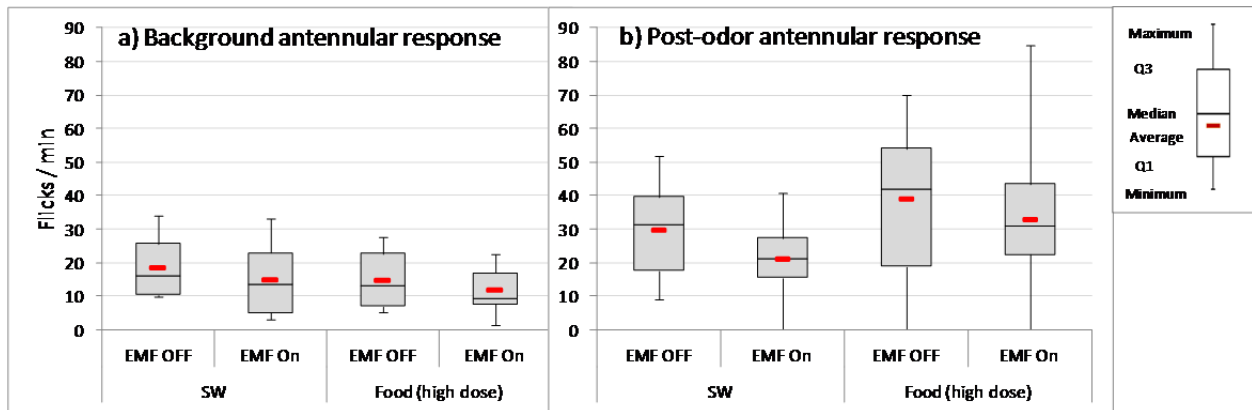 a) Background antennular response
b) Post-odor antennular response
Flicks / min
90
80
70
60
50
40
30
20
10
0
EMF OFF EMF On EMF OFF EMF On
SW Food (high dose)
90
80
70
60
50
40
30
20
10
0
EMF OFF EMF On EMF OFF EMF On
SW Food (high dose)
Maximum
Q3
Median
Average
Q1
Minimum